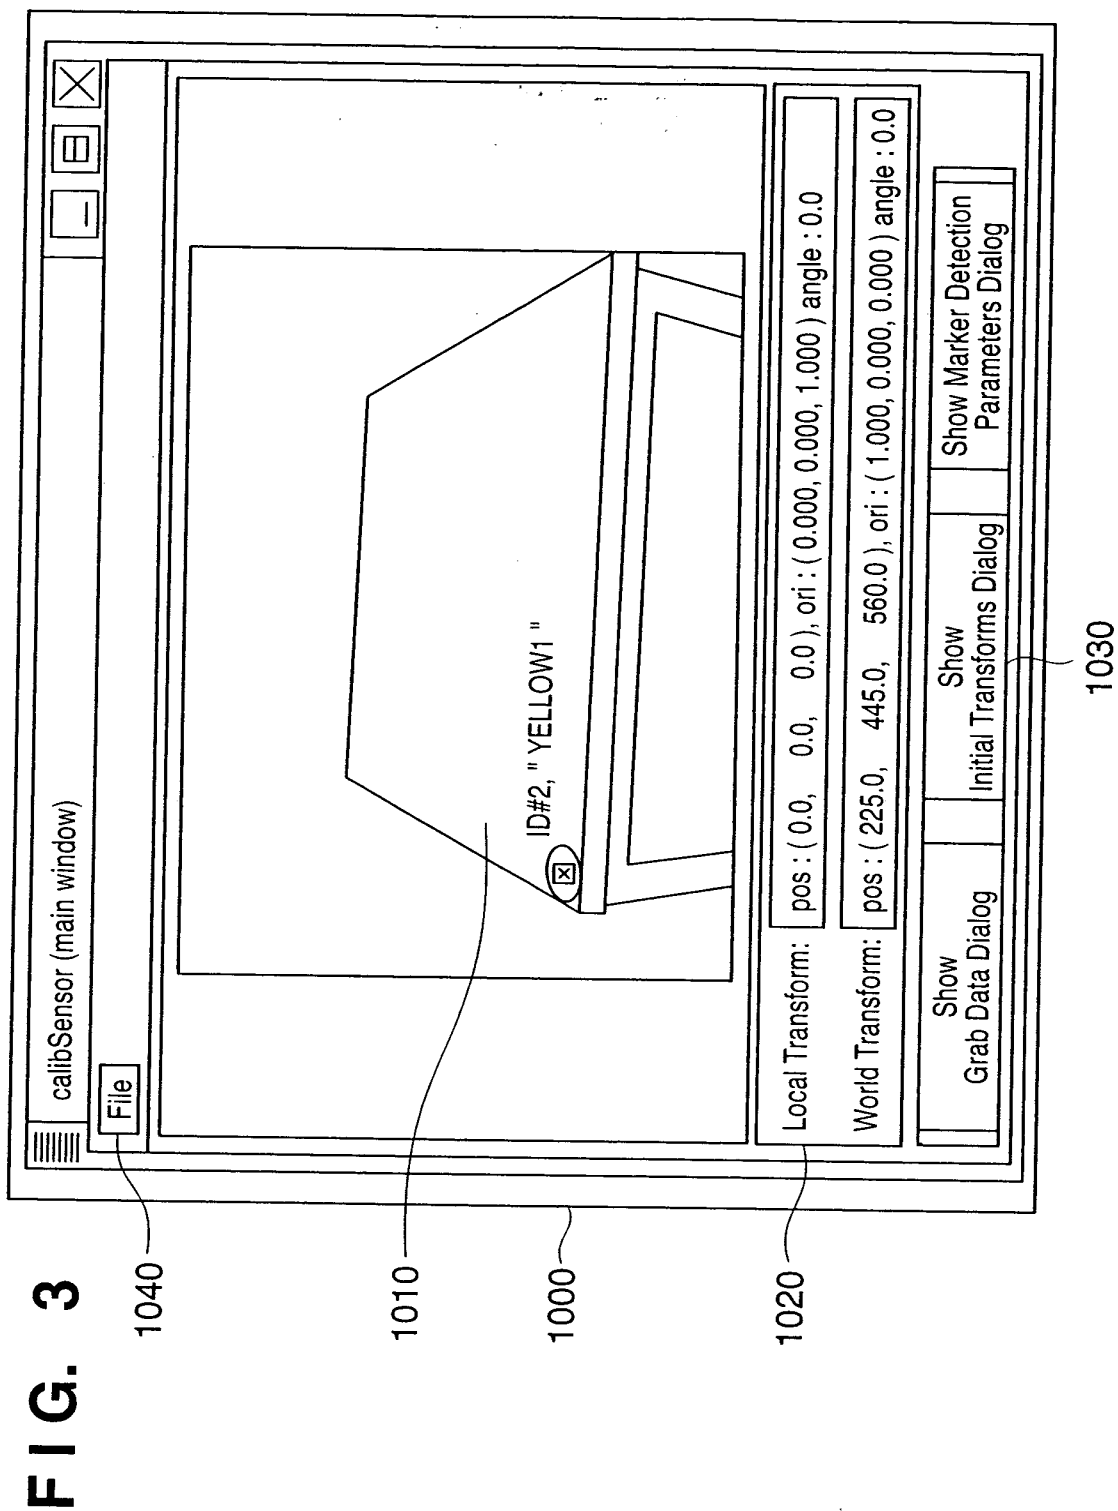 FIG. 3
calibSensor (main window)
File
1040
1010
ID#2, " YELLOW1 "
1000
Local Transform: pos : ( 0.0, 0.0, 0.0 ), ori : ( 0.000, 0.000, 1.000 ) angle : 0.0
World Transform: pos : ( 225.0, 445.0, 560.0 ), ori : ( 1.000, 0.000, 0.000 ) angle : 0.0
1020
Show
Grab Data Dialog
Show
Initial Transforms Dialog
Show Marker Detection
Parameters Dialog
1030